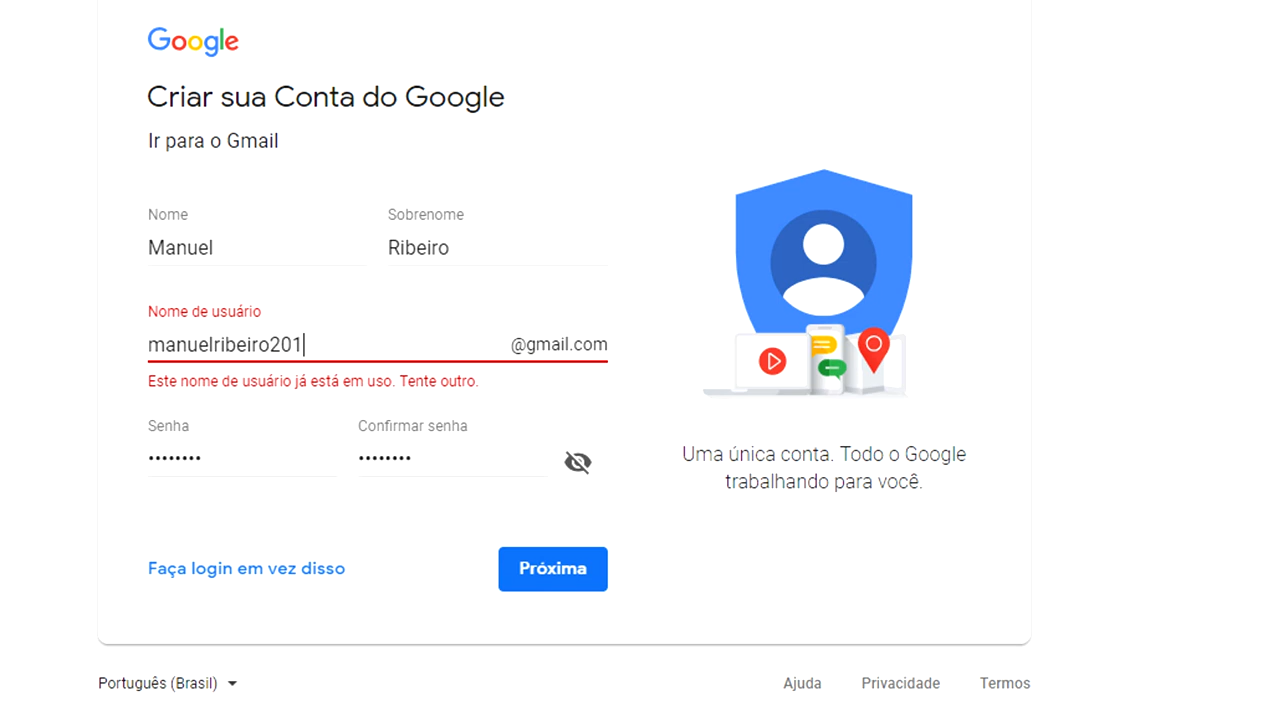 Google
Criar sua Conta do Google
Ir para o Gmail
Nome Sobrenome
Manuel Ribeiro
Nome de usuário
manuelribeiro201 @gmail.com
Este nome de usuário já está em uso. Tente outro.
Senha Confirmar senha
•••••••• ••••••••
Uma única conta. Todo o Google
trabalhando para você.
Faça login em vez disso Próxima
Português (Brasil) Ajuda Privacidade Termos